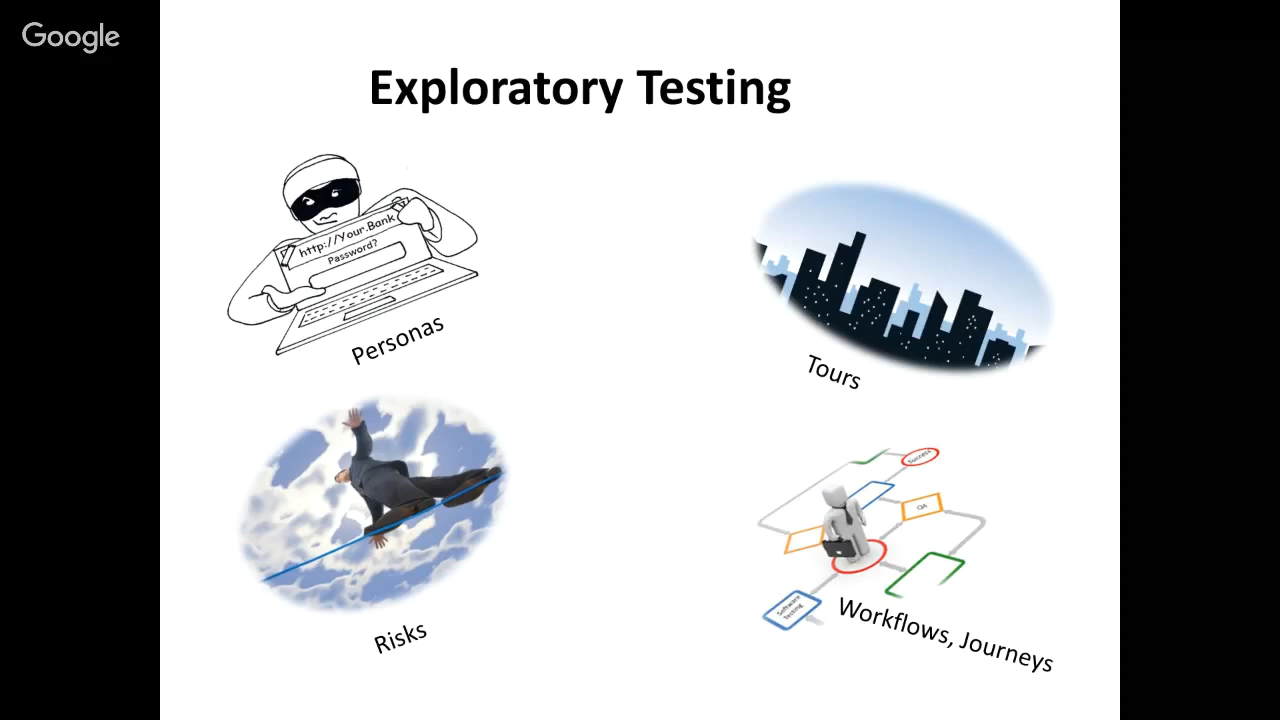 Google
Exploratory Testing
http://Your.Bank
Password?
Personas
Tours
Risks
Success
QA
Software
Testing
Workflows, Journeys